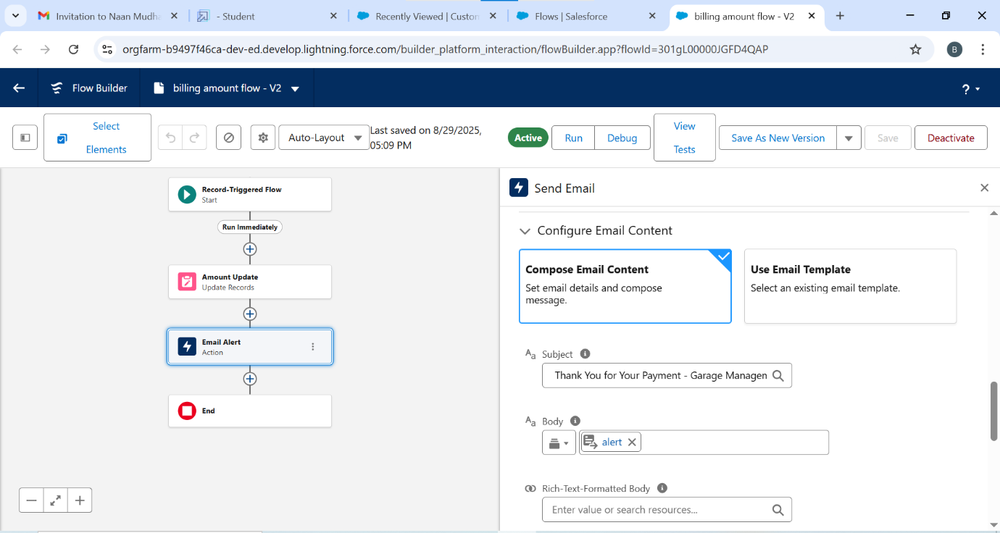 Invitation to Naan Mudha
- Student
Recently Viewed | Custom
Flows | Salesforce
billing amount flow - V2
orgfarm-b9497f46ca-dev-ed.develop.lightning.force.com/builder_platform_interaction/flowBuilder.app?flowId=301gL00000JGFD4QAP
B
Flow Builder
billing amount flow - V2
?
Select
Elements
Auto-Layout
Last saved on 8/29/2025,
05:09 PM
Active
Run
Debug
View
Tests
Save As New Version
Save
Deactivate
Record-Triggered Flow
Start
Run Immediately
Amount Update
Update Records
Email Alert
Action
End
Send Email
Configure Email Content
Compose Email Content
Set email details and compose
message.
Use Email Template
Select an existing email template.
Aa Subject
Thank You for Your Payment - Garage Managen
Aa Body
alert
Rich-Text-Formatted Body
Enter value or search resources...